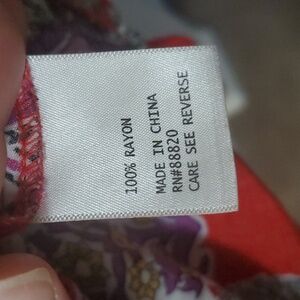 100% RAYON
MADE IN CHINA
RN#88820
CARE SEE REVERSE